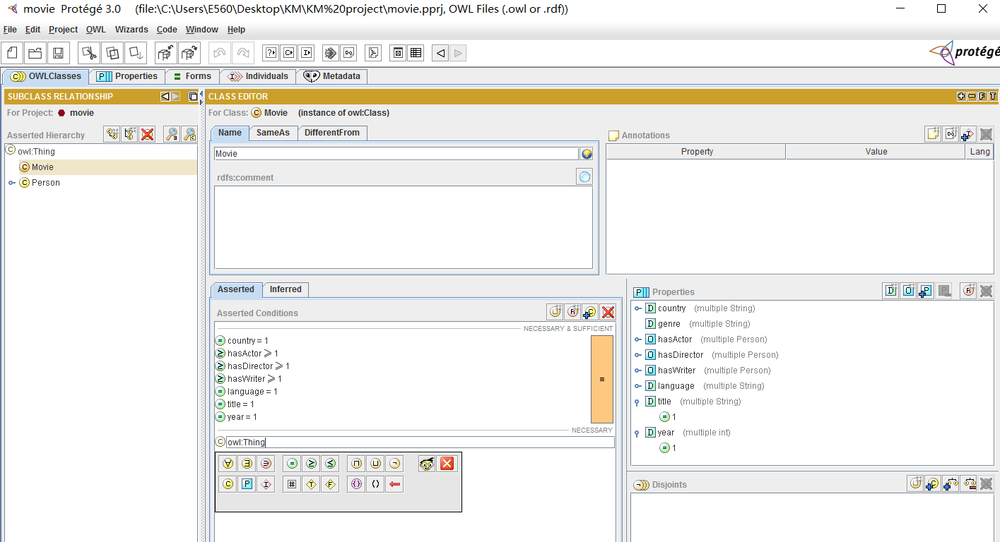 movie Protégé 3.0 (file:\C:\Users\E560\Desktop\KM\KM%20project\movie.pprj, OWL Files (.owl or .rdf))
File Edit Project OWL Wizards Code Window Help
protégé
OWLClasses Properties Forms Individuals Metadata
SUBCLASS RELATIONSHIP
For Project: movie
Asserted Hierarchy
owl:Thing
Movie
Person
CLASS EDITOR
For Class: Movie (instance of owl:Class)
Name SameAs DifferentFrom
Movie
rdfs:comment
Annotations
Property Value Lang
Asserted Inferred
Asserted Conditions
NECESSARY & SUFFICIENT
country = 1
hasActor ⩾ 1
hasDirector ⩾ 1
hasWriter ⩾ 1
language = 1
title = 1
year = 1
NECESSARY
owl:Thing
Properties
country (multiple String)
genre (multiple String)
hasActor (multiple Person)
hasDirector (multiple Person)
hasWriter (multiple Person)
language (multiple String)
title (multiple String)
1
year (multiple int)
1
Disjoints